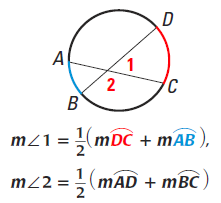 D
A
1
2
C
B
m∠1 = 1/2(mDC⌢ + mAB⌢),
m∠2 = 1/2(mAD⌢ + mBC⌢)